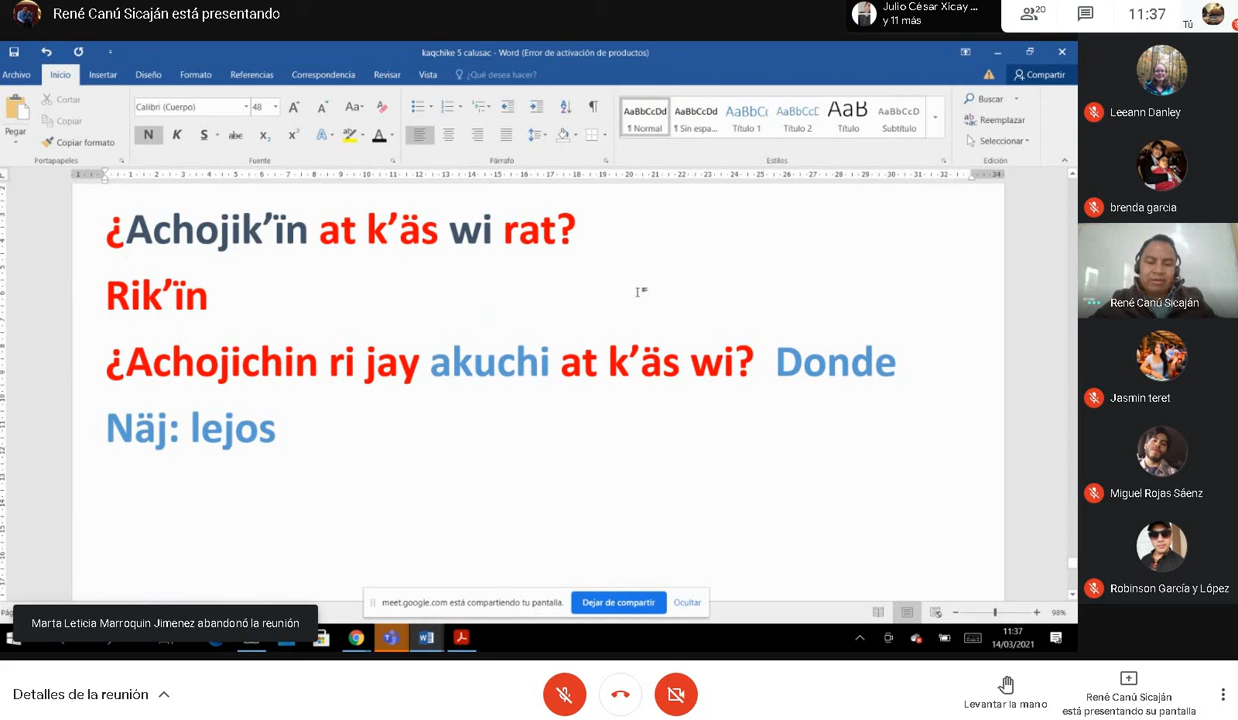 René Canú Sicaján está presentando
Julio César Xicay ...
y 11 más
20
11:37
Tú
kaqchike 5 calusac - Word (Error de activación de productos)
Archivo Inicio Insertar Diseño Formato Referencias Correspondencia Revisar Vista ¿Qué desea hacer? Compartir
Pegar
Cortar
Copiar
Copiar formato
Portapapeles
Calibri (Cuerpo) 48
N K S abc x₂ x²
Fuente
Párrafo
AaBbCcDd AaBbCcDd AaBbC AaBbCcC AaB AaBbCcD
¶ Normal ¶ Sin espa... Título 1 Título 2 Título Subtítulo
Estilos
Buscar
Reemplazar
Seleccionar
Edición
¿Achojik’ïn at k’äs wi rat?
Rik’ïn
¿Achojichin ri jay akuchi at k’äs wi? Donde
Näj: lejos
meet.google.com está compartiendo tu pantalla. Dejar de compartir Ocultar
98%
Marta Leticia Marroquin Jimenez abandonó la reunión
11:37
14/03/2021
Leeann Danley
brenda garcia
René Canú Sicaján
Jasmin teret
Miguel Rojas Sáenz
Robinson García y López
Detalles de la reunión
Levantar la mano
René Canú Sicaján
está presentando su pantalla